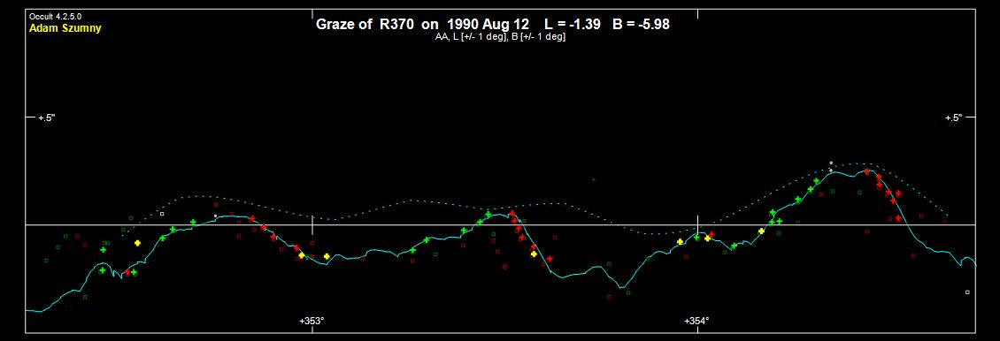 Occult 4.2.5.0
Adam Szumny
Graze of R370 on 1990 Aug 12 L = -1.39 B = -5.98
AA, L [+/- 1 deg], B [+/- 1 deg]
+.5" +.5"
+353° +354°